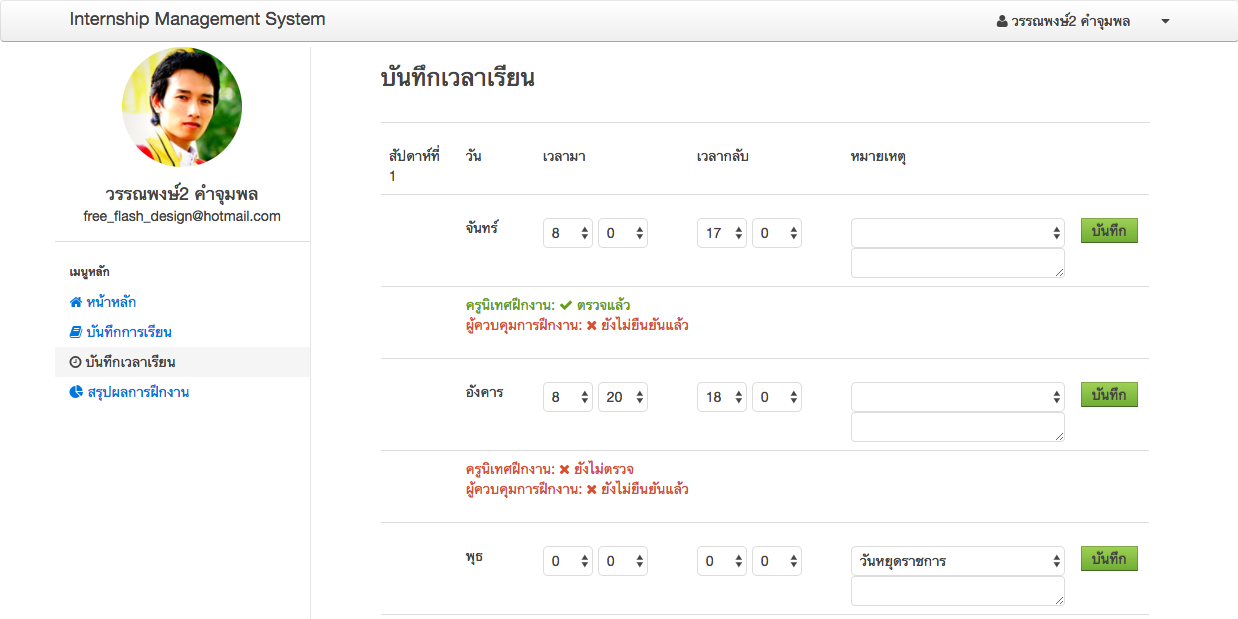 Internship Management System
วรรณพงษ์2 คำจุมพล
วรรณพงษ์2 คำจุมพล
free_flash_design@hotmail.com
เมนูหลัก
หน้าหลัก
บันทึกการเรียน
บันทึกเวลาเรียน
สรุปผลการฝึกงาน
บันทึกเวลาเรียน
สัปดาห์ที่ วัน เวลามา เวลากลับ หมายเหตุ
1
จันทร์ 8 0 17 0 บันทึก
ครูนิเทศฝึกงาน: ✔ ตรวจแล้ว
ผู้ควบคุมการฝึกงาน: ✖ ยังไม่ยืนยันแล้ว
อังคาร 8 20 18 0 บันทึก
ครูนิเทศฝึกงาน: ✖ ยังไม่ตรวจ
ผู้ควบคุมการฝึกงาน: ✖ ยังไม่ยืนยันแล้ว
พุธ 0 0 0 0 วันหยุดราชการ บันทึก